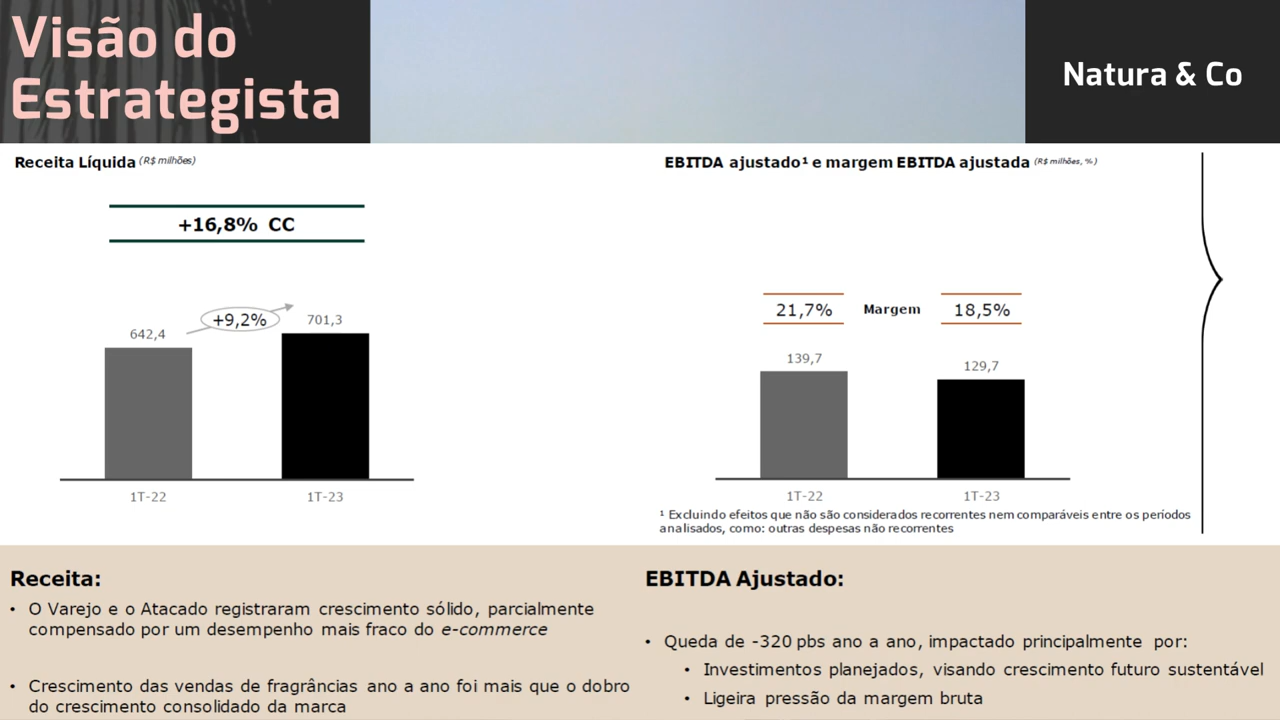 Visão do
Estrategista
Natura & Co
Receita Líquida (R$ milhões)
+16,8% CC
+9,2%
642,4
701,3
1T-22
1T-23
EBITDA ajustado¹ e margem EBITDA ajustada (R$ milhões, %)
21,7%
Margem
18,5%
139,7
129,7
1T-22
1T-23
¹ Excluindo efeitos que não são considerados recorrentes nem comparáveis entre os períodos
analisados, como: outras despesas não recorrentes
Receita:
• O Varejo e o Atacado registraram crescimento sólido, parcialmente
compensado por um desempenho mais fraco do e-commerce
• Crescimento das vendas de fragrâncias ano a ano foi mais que o dobro
do crescimento consolidado da marca
EBITDA Ajustado:
• Queda de -320 pbs ano a ano, impactado principalmente por:
• Investimentos planejados, visando crescimento futuro sustentável
• Ligeira pressão da margem bruta